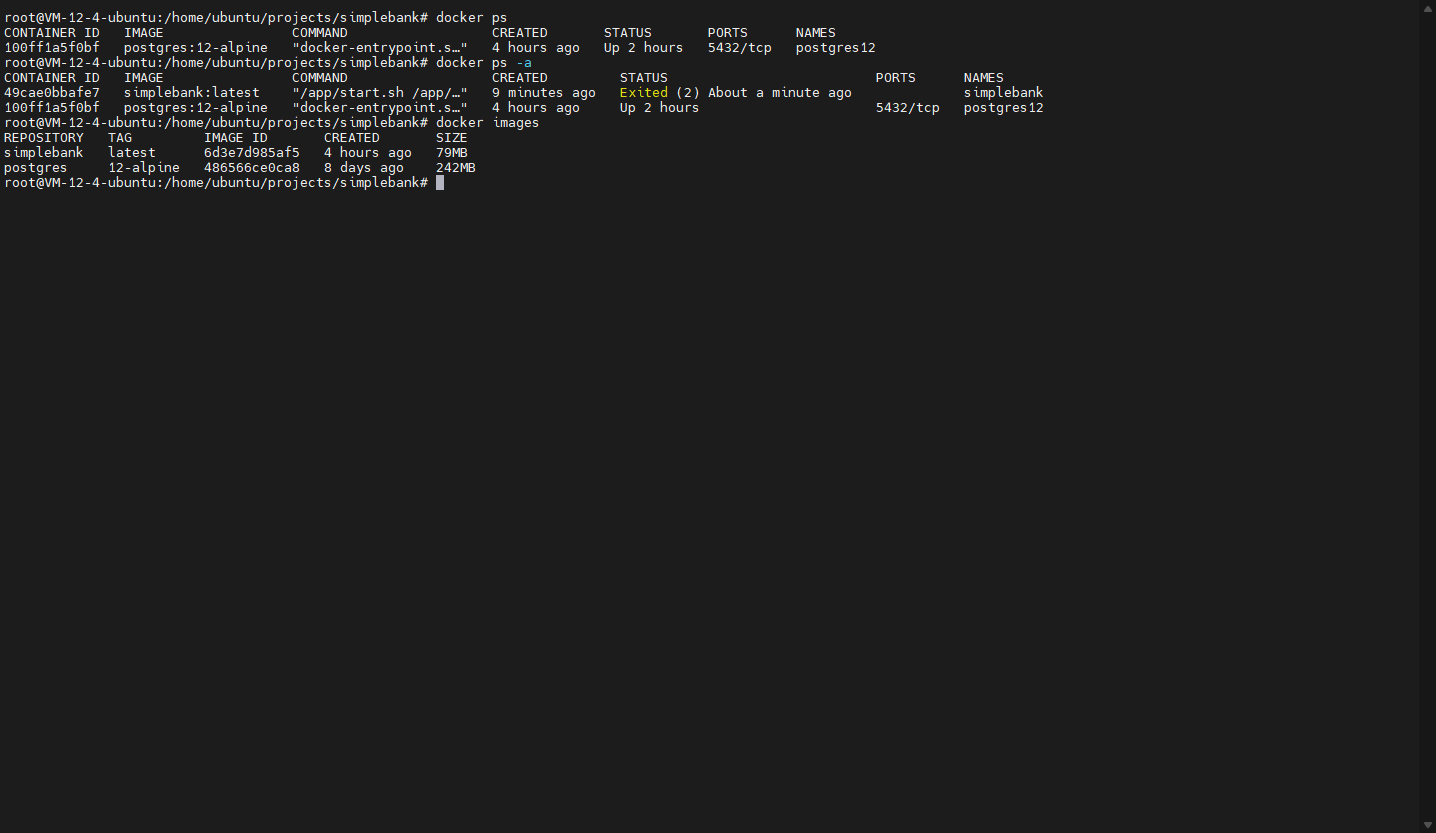 root@VM-12-4-ubuntu:/home/ubuntu/projects/simplebank# docker ps
CONTAINER ID   IMAGE                COMMAND                  CREATED       STATUS       PORTS      NAMES
100ff1a5f0bf   postgres:12-alpine   "docker-entrypoint.s…"   4 hours ago   Up 2 hours   5432/tcp   postgres12
root@VM-12-4-ubuntu:/home/ubuntu/projects/simplebank# docker ps -a
CONTAINER ID   IMAGE                COMMAND                  CREATED         STATUS                          PORTS      NAMES
49cae0bbafe7   simplebank:latest    "/app/start.sh /app/…"   9 minutes ago   Exited (2) About a minute ago              simplebank
100ff1a5f0bf   postgres:12-alpine   "docker-entrypoint.s…"   4 hours ago     Up 2 hours                      5432/tcp   postgres12
root@VM-12-4-ubuntu:/home/ubuntu/projects/simplebank# docker images
REPOSITORY   TAG         IMAGE ID       CREATED       SIZE
simplebank   latest      6d3e7d985af5   4 hours ago   79MB
postgres     12-alpine   486566ce0ca8   8 days ago    242MB
root@VM-12-4-ubuntu:/home/ubuntu/projects/simplebank#